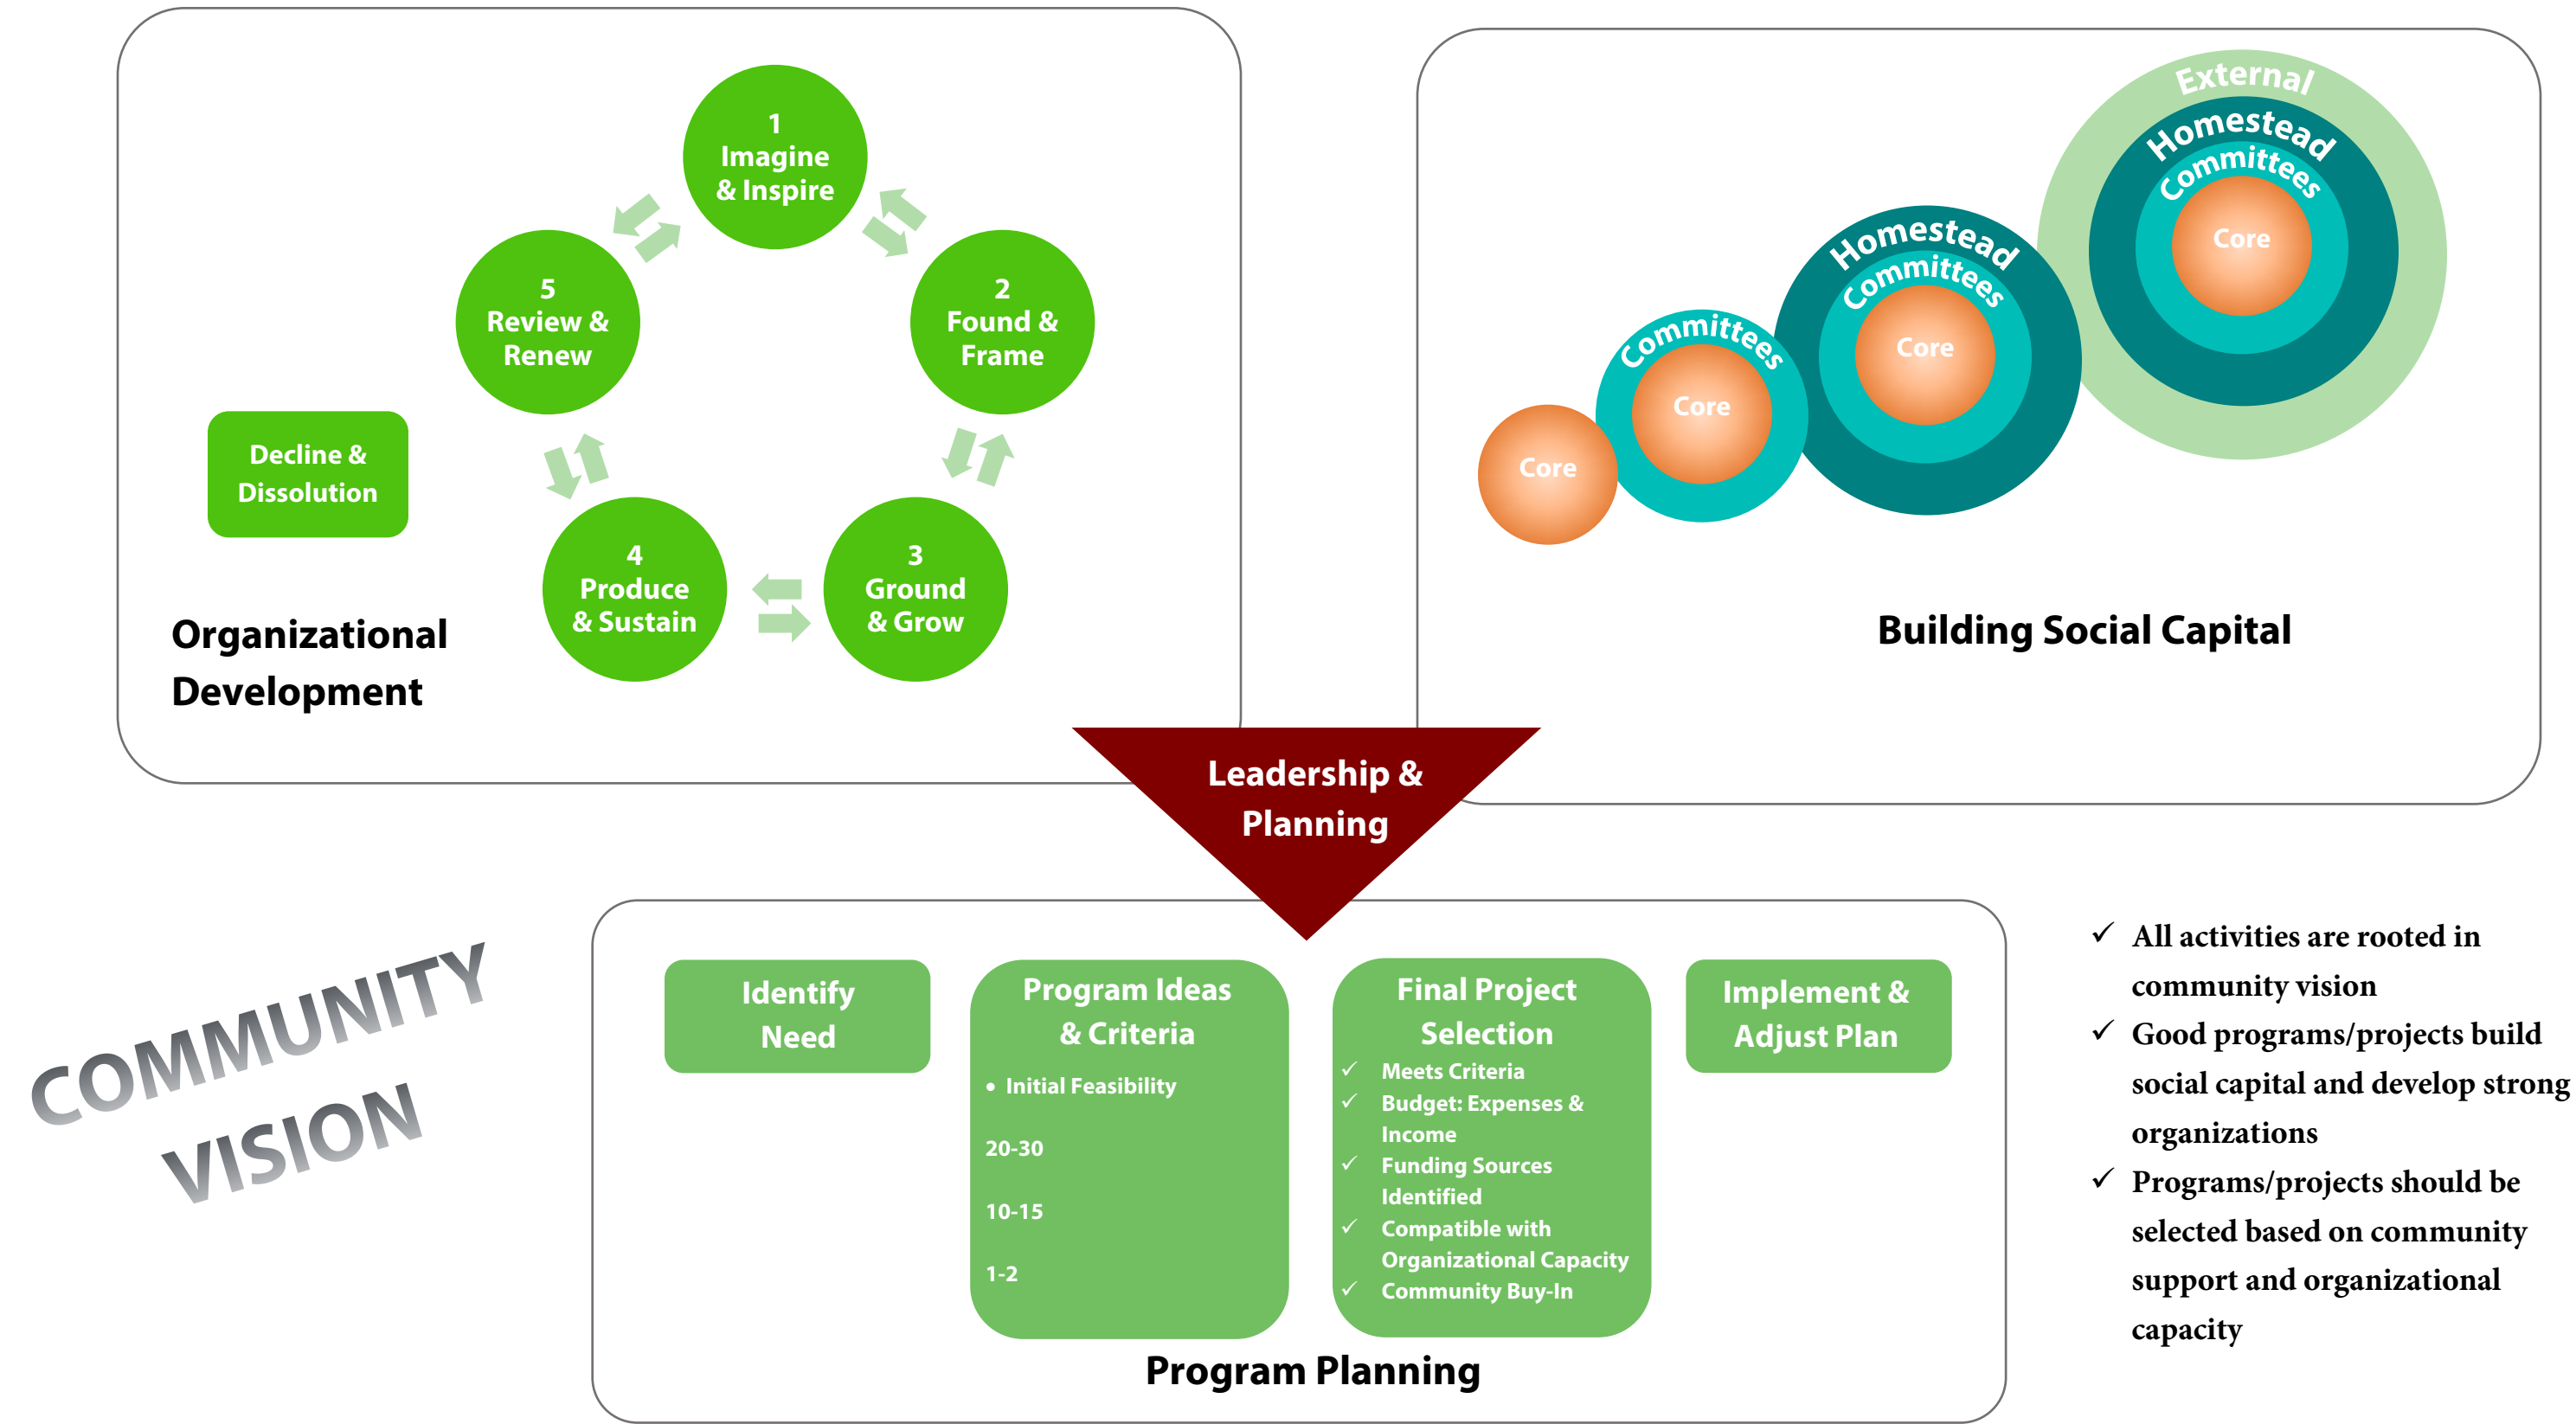 1
Imagine
& Inspire
2
Found &
Frame
3
Ground
& Grow
4
Produce
& Sustain
5
Review &
Renew
Decline &
Dissolution
Organizational
Development
Core
Committees
Core
Homestead
Committees
Core
External
Homestead
Committees
Core
Building Social Capital
Leadership &
Planning
COMMUNITY
VISION
Identify
Need
Program Ideas
& Criteria
• Initial Feasibility
20-30
10-15
1-2
Final Project
Selection
✓ Meets Criteria
✓ Budget: Expenses &
Income
✓ Funding Sources
Identified
✓ Compatible with
Organizational Capacity
✓ Community Buy-In
Implement &
Adjust Plan
Program Planning
✓ All activities are rooted in
community vision
✓ Good programs/projects build
social capital and develop strong
organizations
✓ Programs/projects should be
selected based on community
support and organizational
capacity